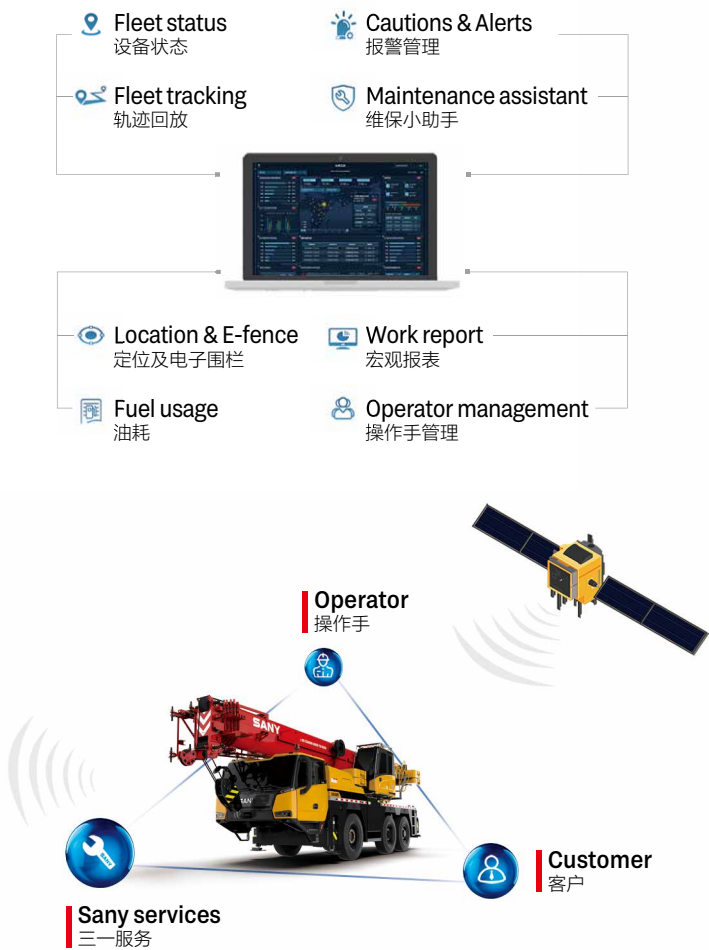 Fleet status
设备状态
Cautions & Alerts
报警管理
Fleet tracking
轨迹回放
Maintenance assistant
维保小助手
Location & E-fence
定位及电子围栏
Work report
宏观报表
Fuel usage
油耗
Operator management
操作手管理
Operator
操作手
SANY
Customer
客户
Sany services
三一服务